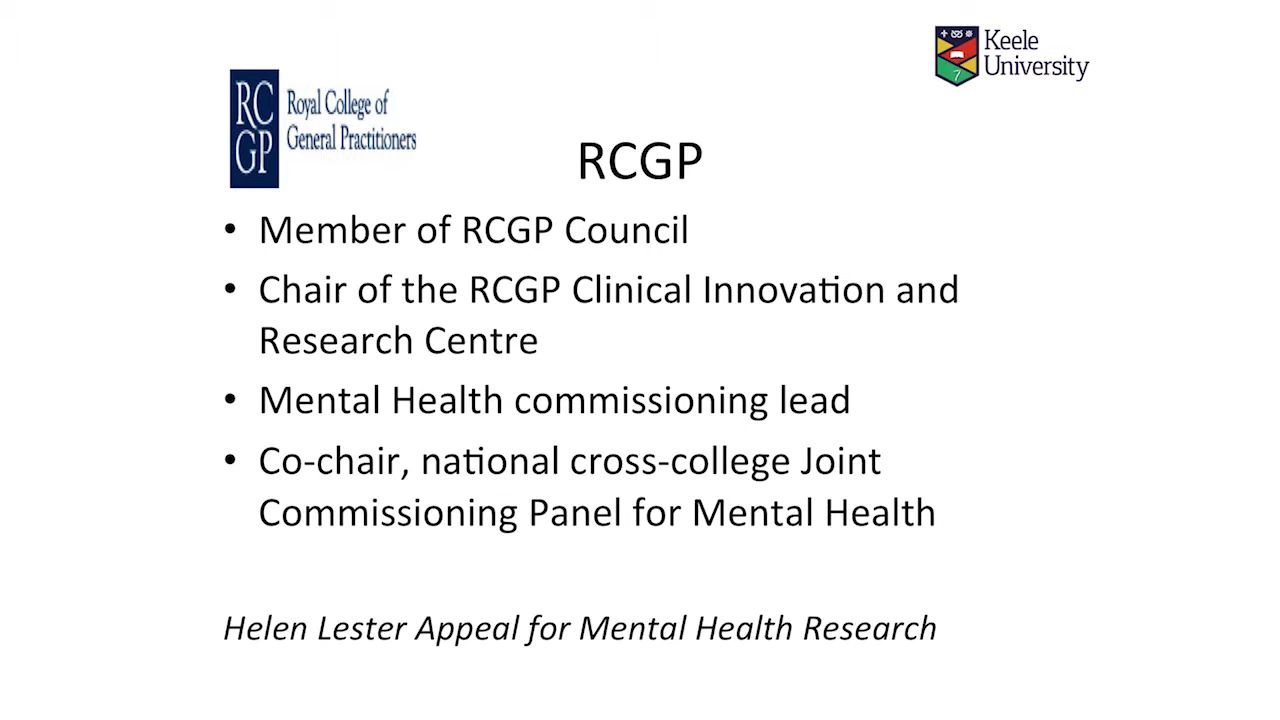 Keele
University
RC
GP
Royal College of
General Practitioners
RCGP
• Member of RCGP Council
• Chair of the RCGP Clinical Innovation and
Research Centre
• Mental Health commissioning lead
• Co-chair, national cross-college Joint
Commissioning Panel for Mental Health
Helen Lester Appeal for Mental Health Research